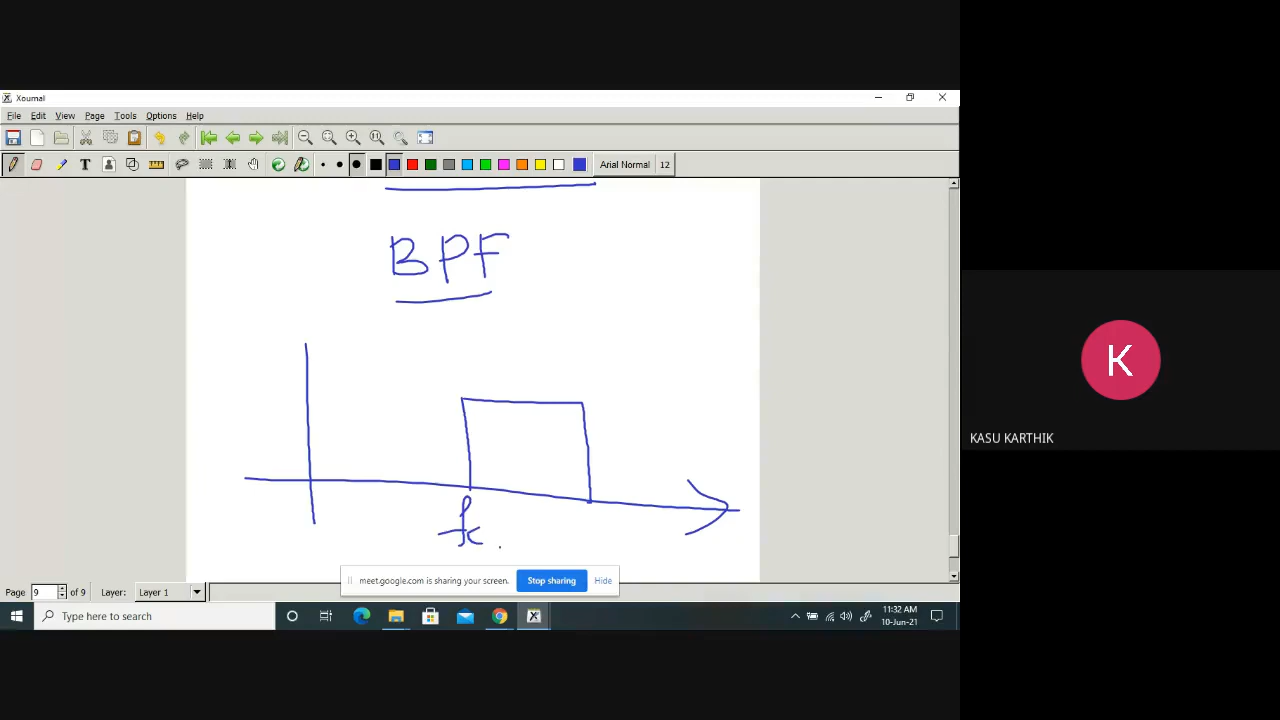 Xournal
File Edit View Page Tools Options Help
T Arial Normal 12
BPF
fc
K
KASU KARTHIK
meet.google.com is sharing your screen. Stop sharing Hide
Page 9 of 9 Layer: Layer 1
Type here to search
11:32 AM
10-Jun-21